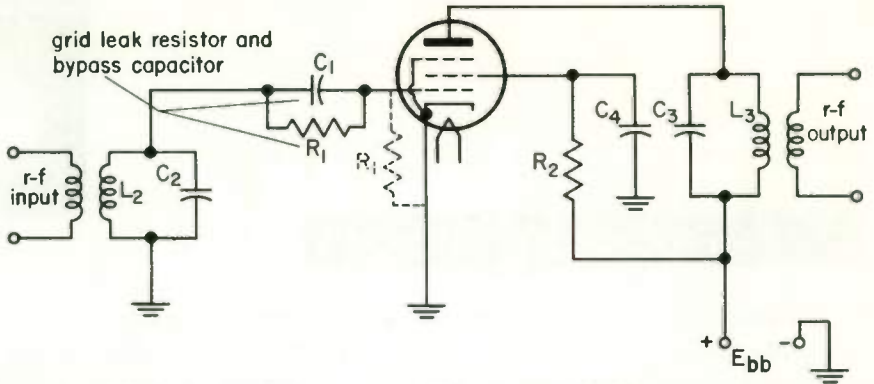 grid leak resistor and
bypass capacitor
C1
R1
R1
r-f
input
L2
C2
R2
C4
C3
L3
r-f
output
+
Ebb
-